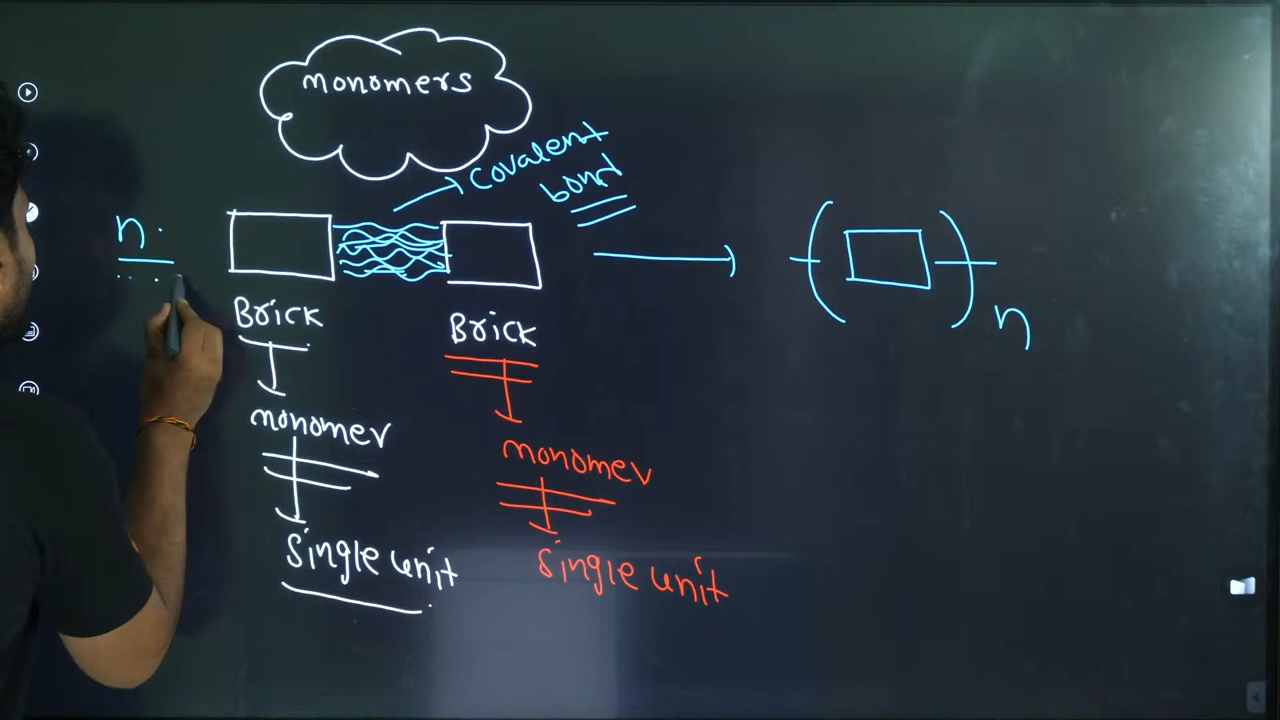 monomers
covalent
bond
n.
Brick
Brick
n
monomer
monomer
single unit
single unit